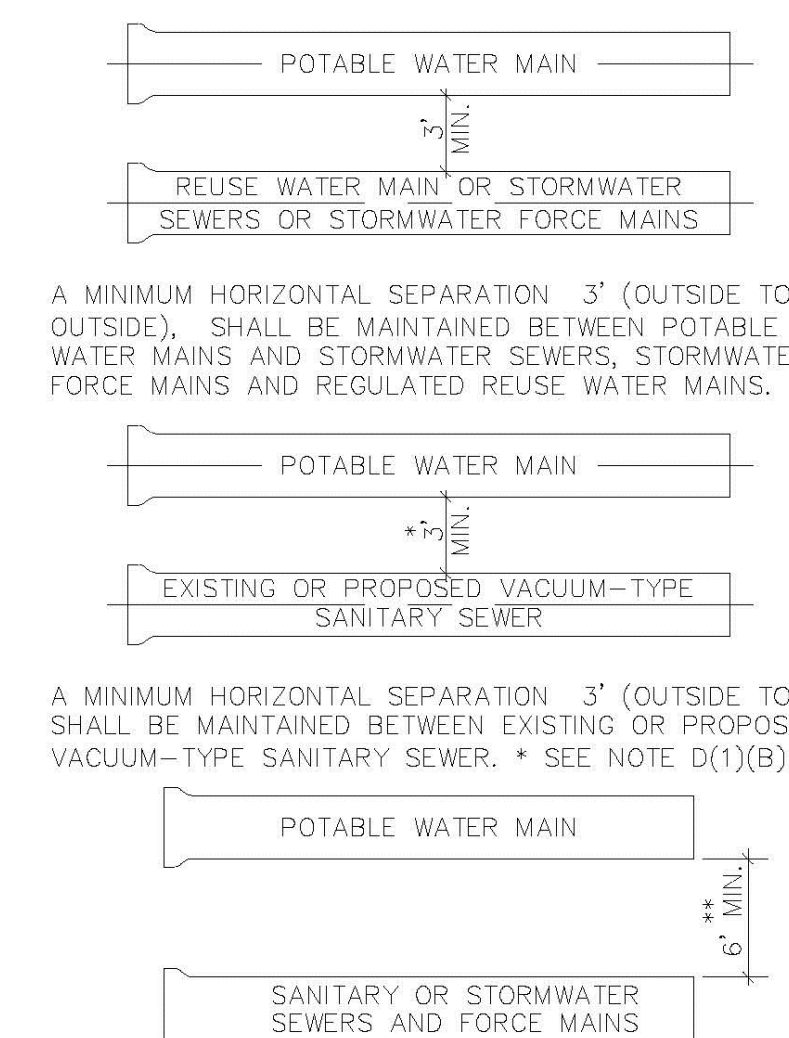 POTABLE WATER MAIN
3'
MIN.
REUSE WATER MAIN OR STORMWATER
SEWERS OR STORMWATER FORCE MAINS
A MINIMUM HORIZONTAL SEPARATION 3' (OUTSIDE TO
OUTSIDE), SHALL BE MAINTAINED BETWEEN POTABLE
WATER MAINS AND STORMWATER SEWERS, STORMWATE
FORCE MAINS AND REGULATED REUSE WATER MAINS.
POTABLE WATER MAIN
* 3'
MIN.
EXISTING OR PROPOSED VACUUM-TYPE
SANITARY SEWER
A MINIMUM HORIZONTAL SEPARATION 3' (OUTSIDE TO
SHALL BE MAINTAINED BETWEEN EXISTING OR PROPOS
VACUUM-TYPE SANITARY SEWER. * SEE NOTE D(1)(B)
POTABLE WATER MAIN
**
6' MIN.
SANITARY OR STORMWATER
SEWERS AND FORCE MAINS